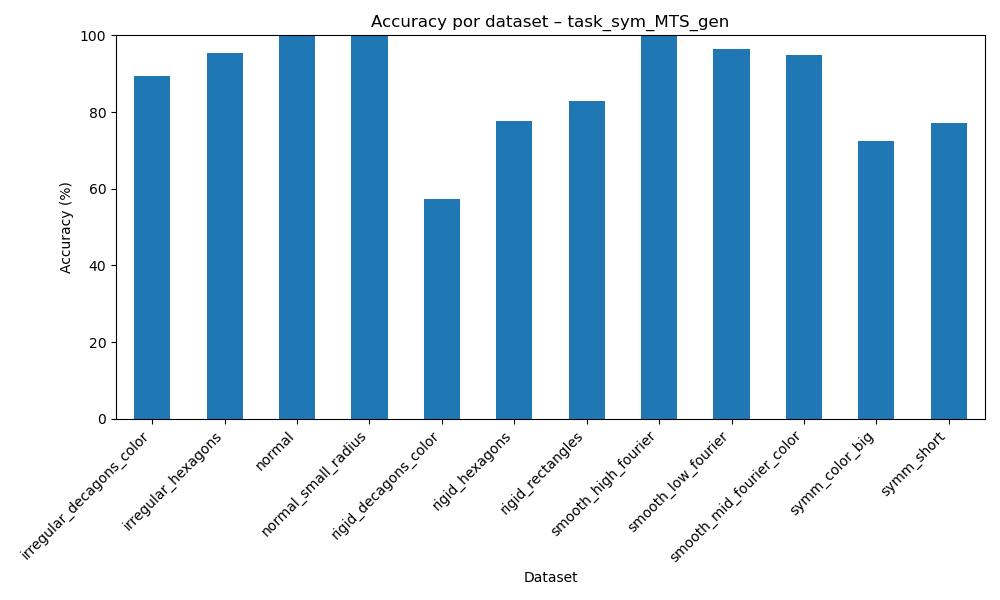 Accuracy por dataset – task_sym_MTS_gen
Accuracy (%)
100
80
60
40
20
0
irregular_decagons_color
irregular_hexagons
normal
normal_small_radius
rigid_decagons_color
rigid_hexagons
rigid_rectangles
smooth_high_fourier
smooth_low_fourier
smooth_mid_fourier_color
symm_color_big
symm_short
Dataset